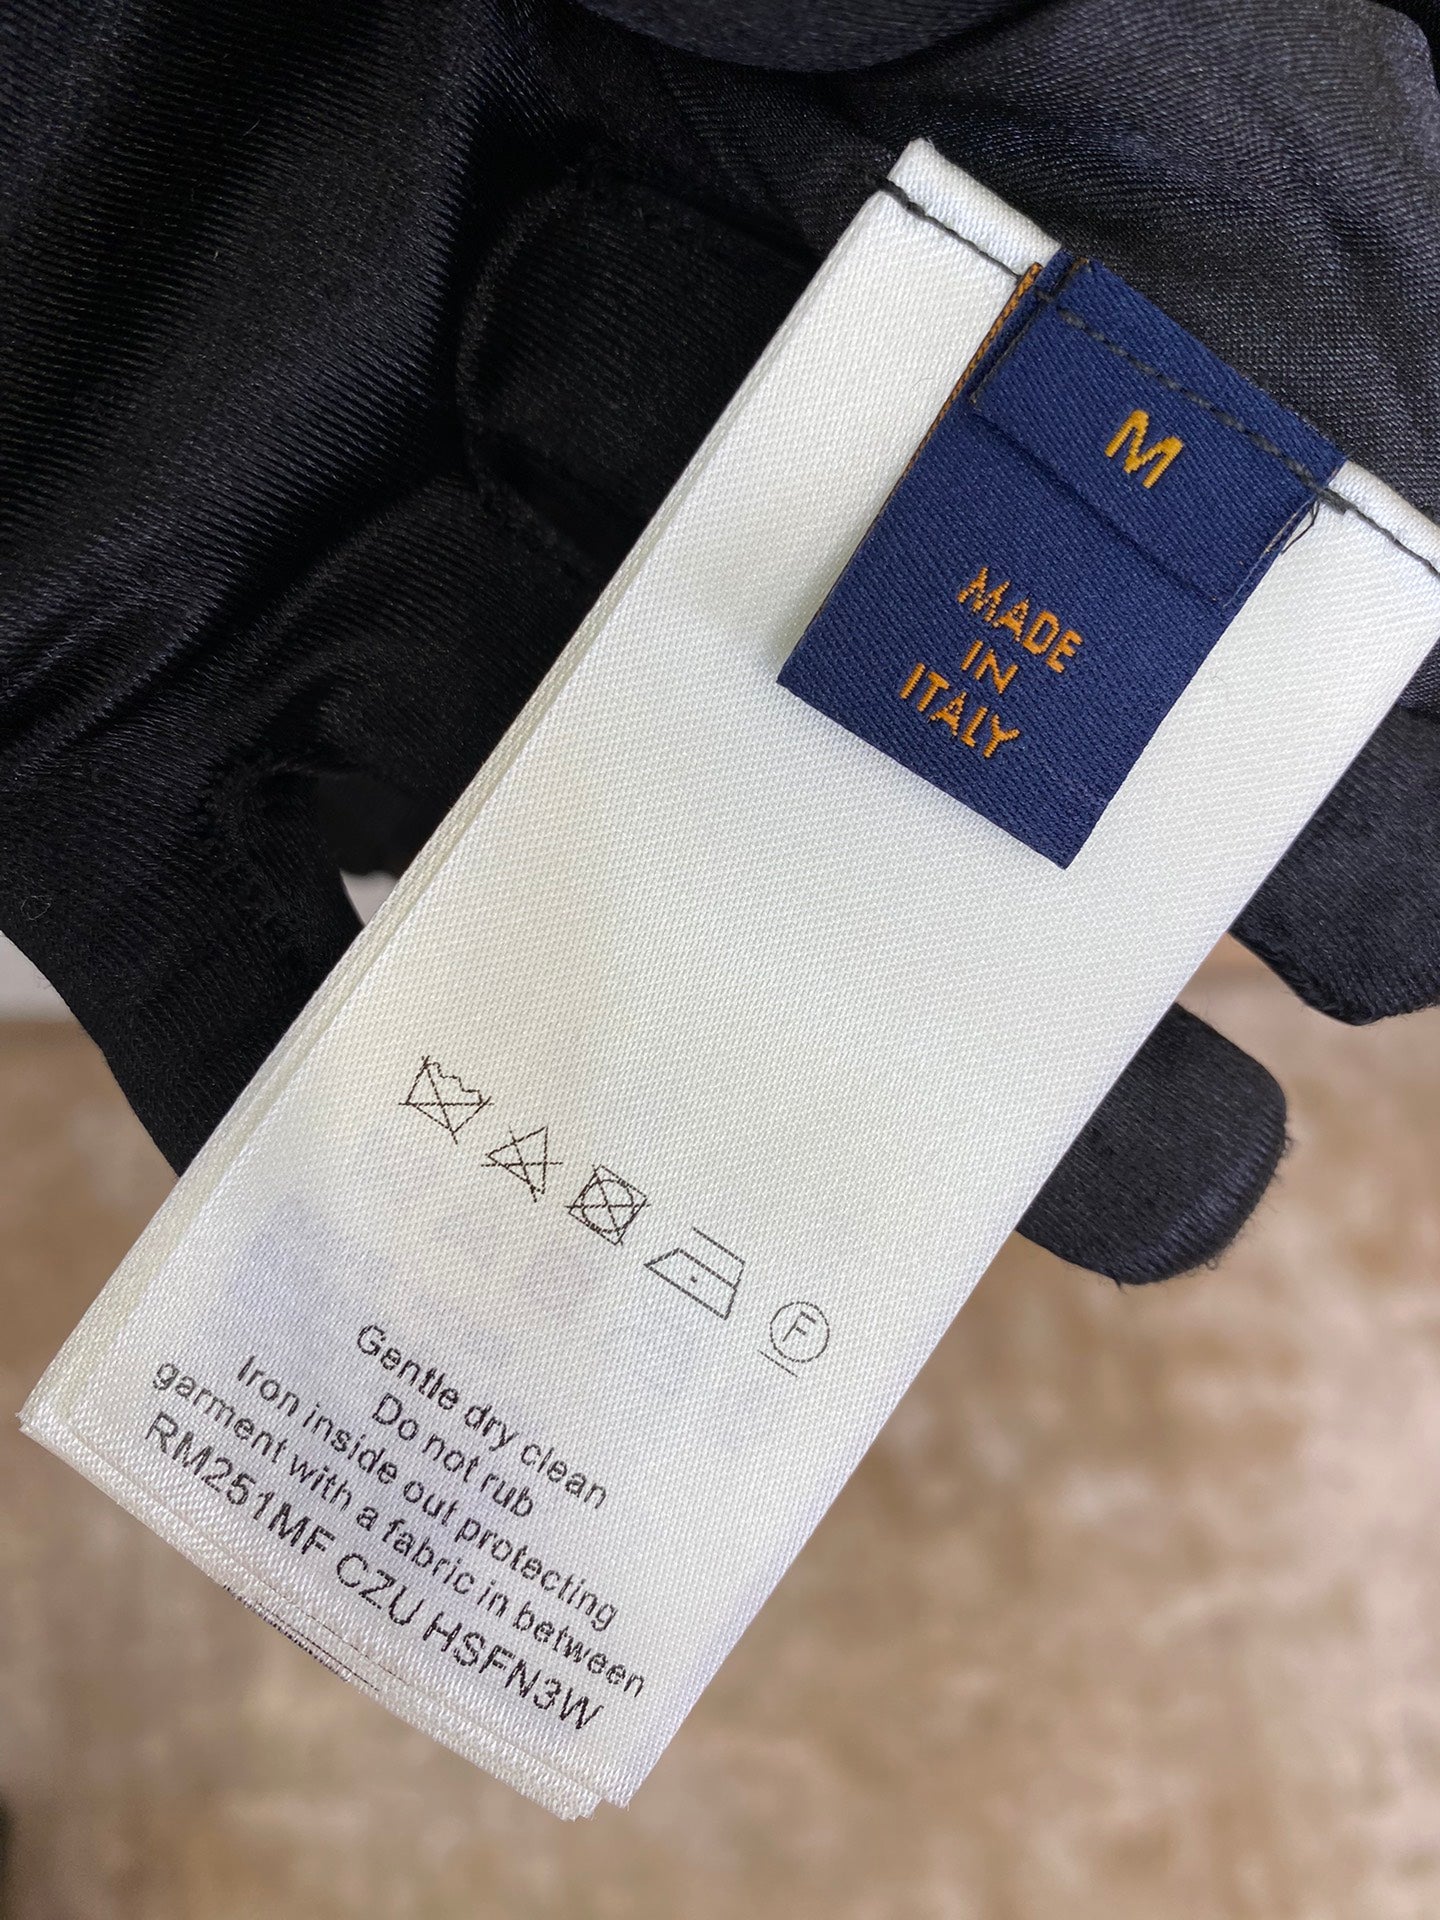 M
MADE
IN
ITALY
F
Gentle dry clean
Do not rub
Iron inside out protecting
garment with a fabric in between
RM251MF CZU HSFN3W